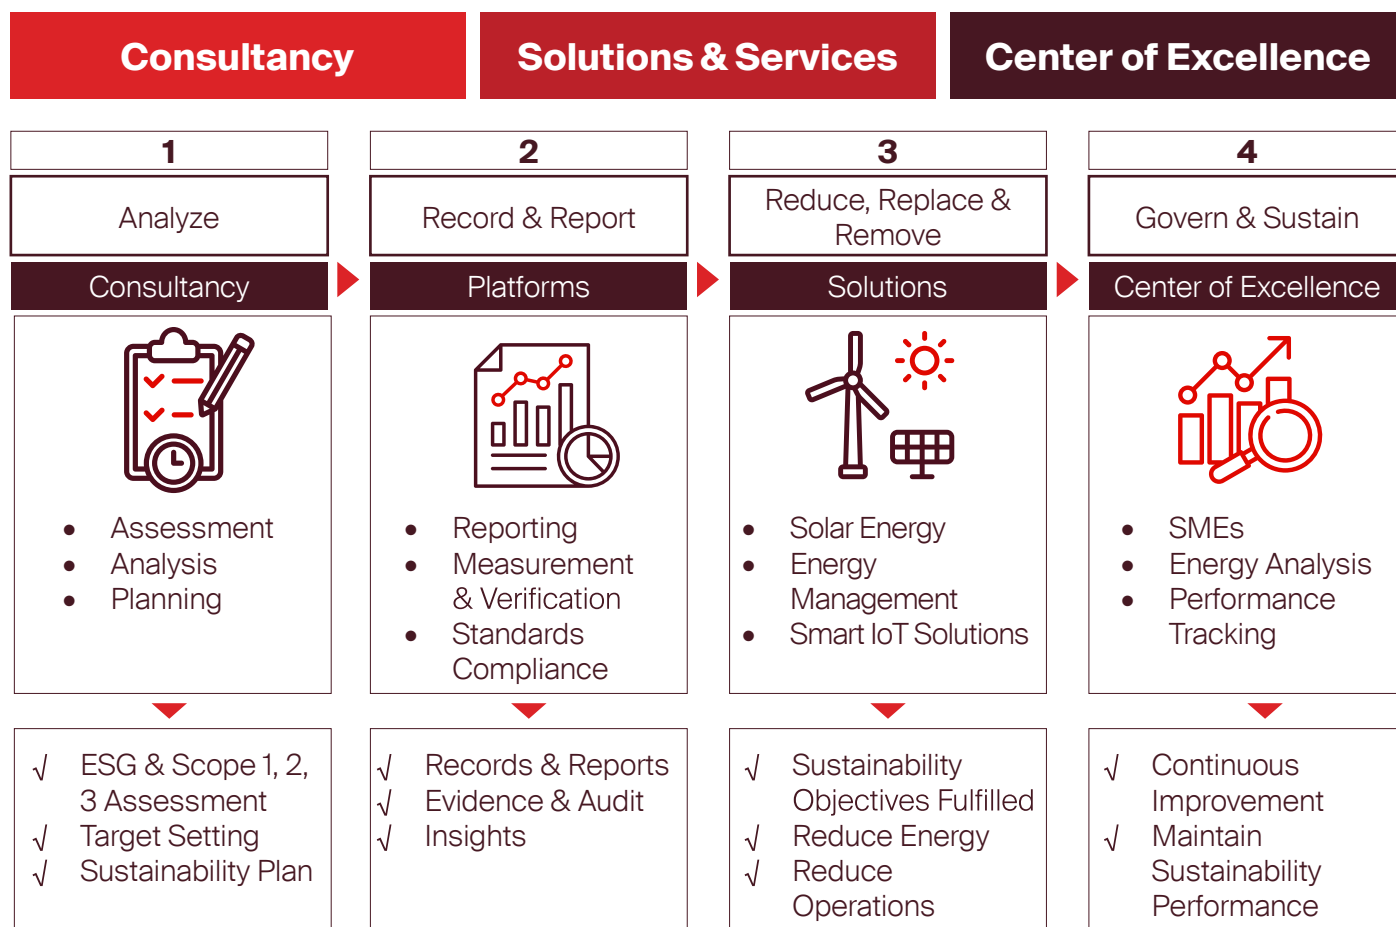 Consultancy
Solutions & Services
Center of Excellence
1
Analyze
Consultancy
• Assessment
• Analysis
• Planning
√ ESG & Scope 1, 2,
3 Assessment
√ Target Setting
√ Sustainability Plan
2
Record & Report
Platforms
• Reporting
• Measurement
& Verification
• Standards
Compliance
√ Records & Reports
√ Evidence & Audit
√ Insights
3
Reduce, Replace &
Remove
Solutions
• Solar Energy
• Energy
Management
• Smart IoT Solutions
√ Sustainability
Objectives Fulfilled
√ Reduce Energy
√ Reduce
Operations
4
Govern & Sustain
Center of Excellence
• SMEs
• Energy Analysis
• Performance
Tracking
√ Continuous
Improvement
√ Maintain
Sustainability
Performance